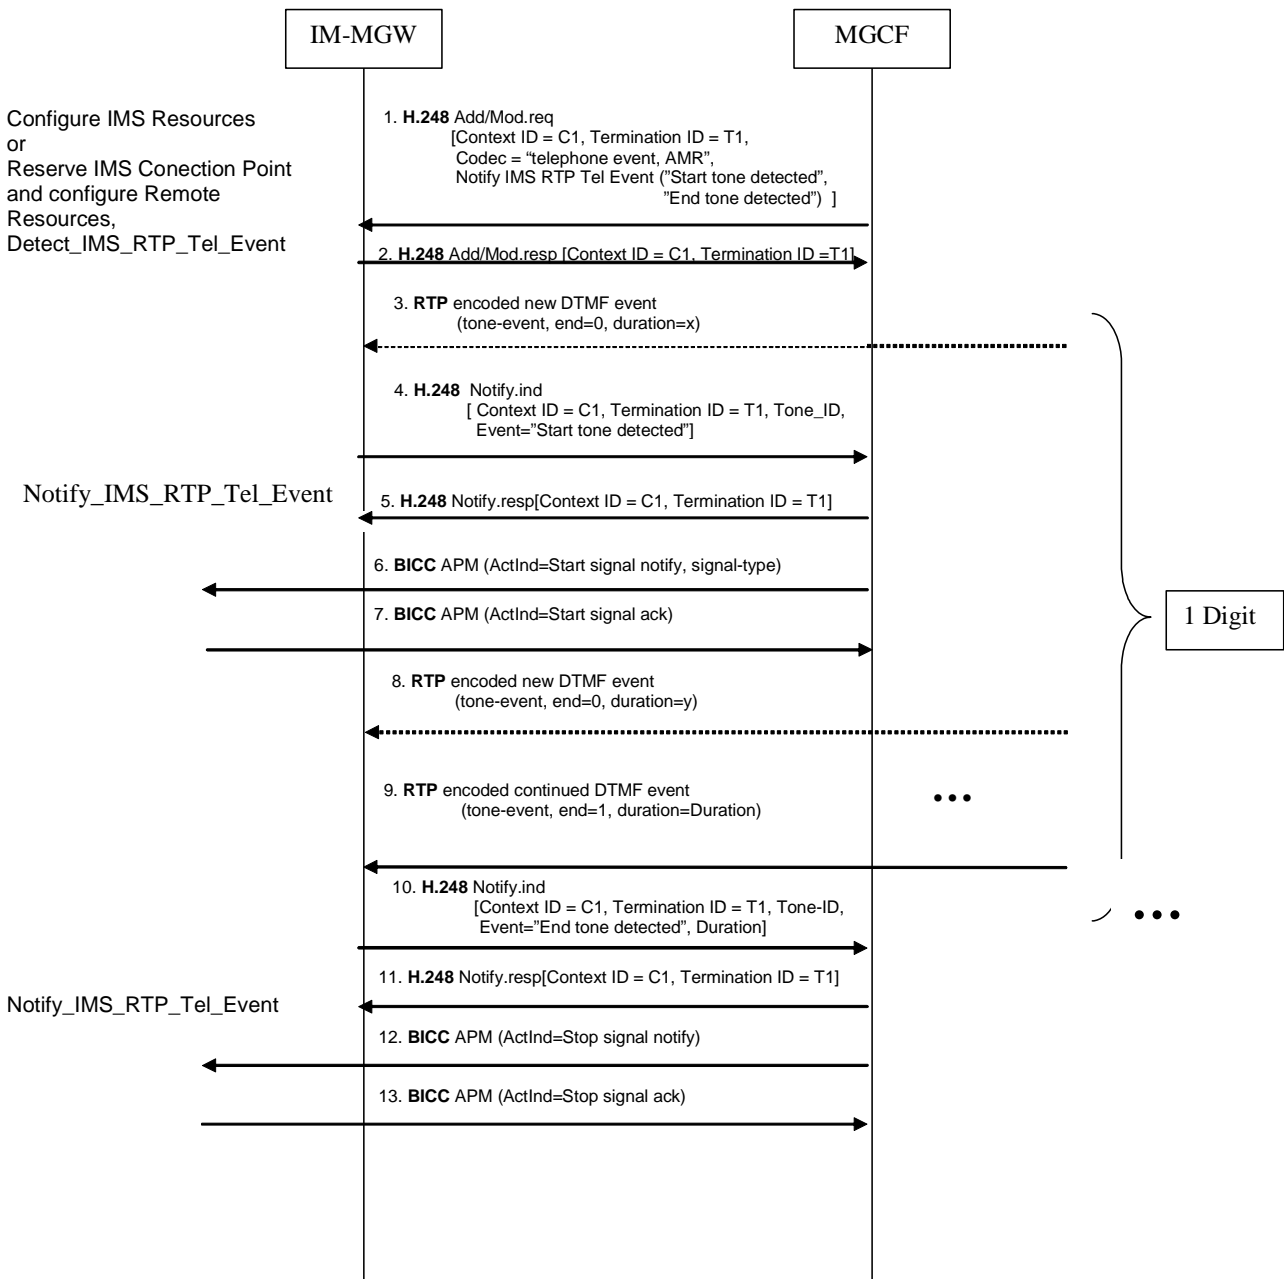 IM-MGW
MGCF
Configure IMS Resources
or
Reserve IMS Conection Point
and configure Remote
Resources,
Detect_IMS_RTP_Tel_Event
1. H.248 Add/Mod.req
[Context ID = C1, Termination ID = T1,
Codec = “telephone event, AMR”,
Notify IMS RTP Tel Event (”Start tone detected”,
”End tone detected”) ]
2. H.248 Add/Mod.resp [Context ID = C1, Termination ID =T1]
3. RTP encoded new DTMF event
(tone-event, end=0, duration=x)
4. H.248 Notify.ind
[ Context ID = C1, Termination ID = T1, Tone_ID,
Event=”Start tone detected”]
Notify_IMS_RTP_Tel_Event
5. H.248 Notify.resp[Context ID = C1, Termination ID = T1]
6. BICC APM (ActInd=Start signal notify, signal-type)
7. BICC APM (ActInd=Start signal ack)
1 Digit
8. RTP encoded new DTMF event
(tone-event, end=0, duration=y)
9. RTP encoded continued DTMF event
(tone-event, end=1, duration=Duration)
...
10. H.248 Notify.ind
[Context ID = C1, Termination ID = T1, Tone-ID,
Event=”End tone detected”, Duration]
...
11. H.248 Notify.resp[Context ID = C1, Termination ID = T1]
Notify_IMS_RTP_Tel_Event
12. BICC APM (ActInd=Stop signal notify)
13. BICC APM (ActInd=Stop signal ack)